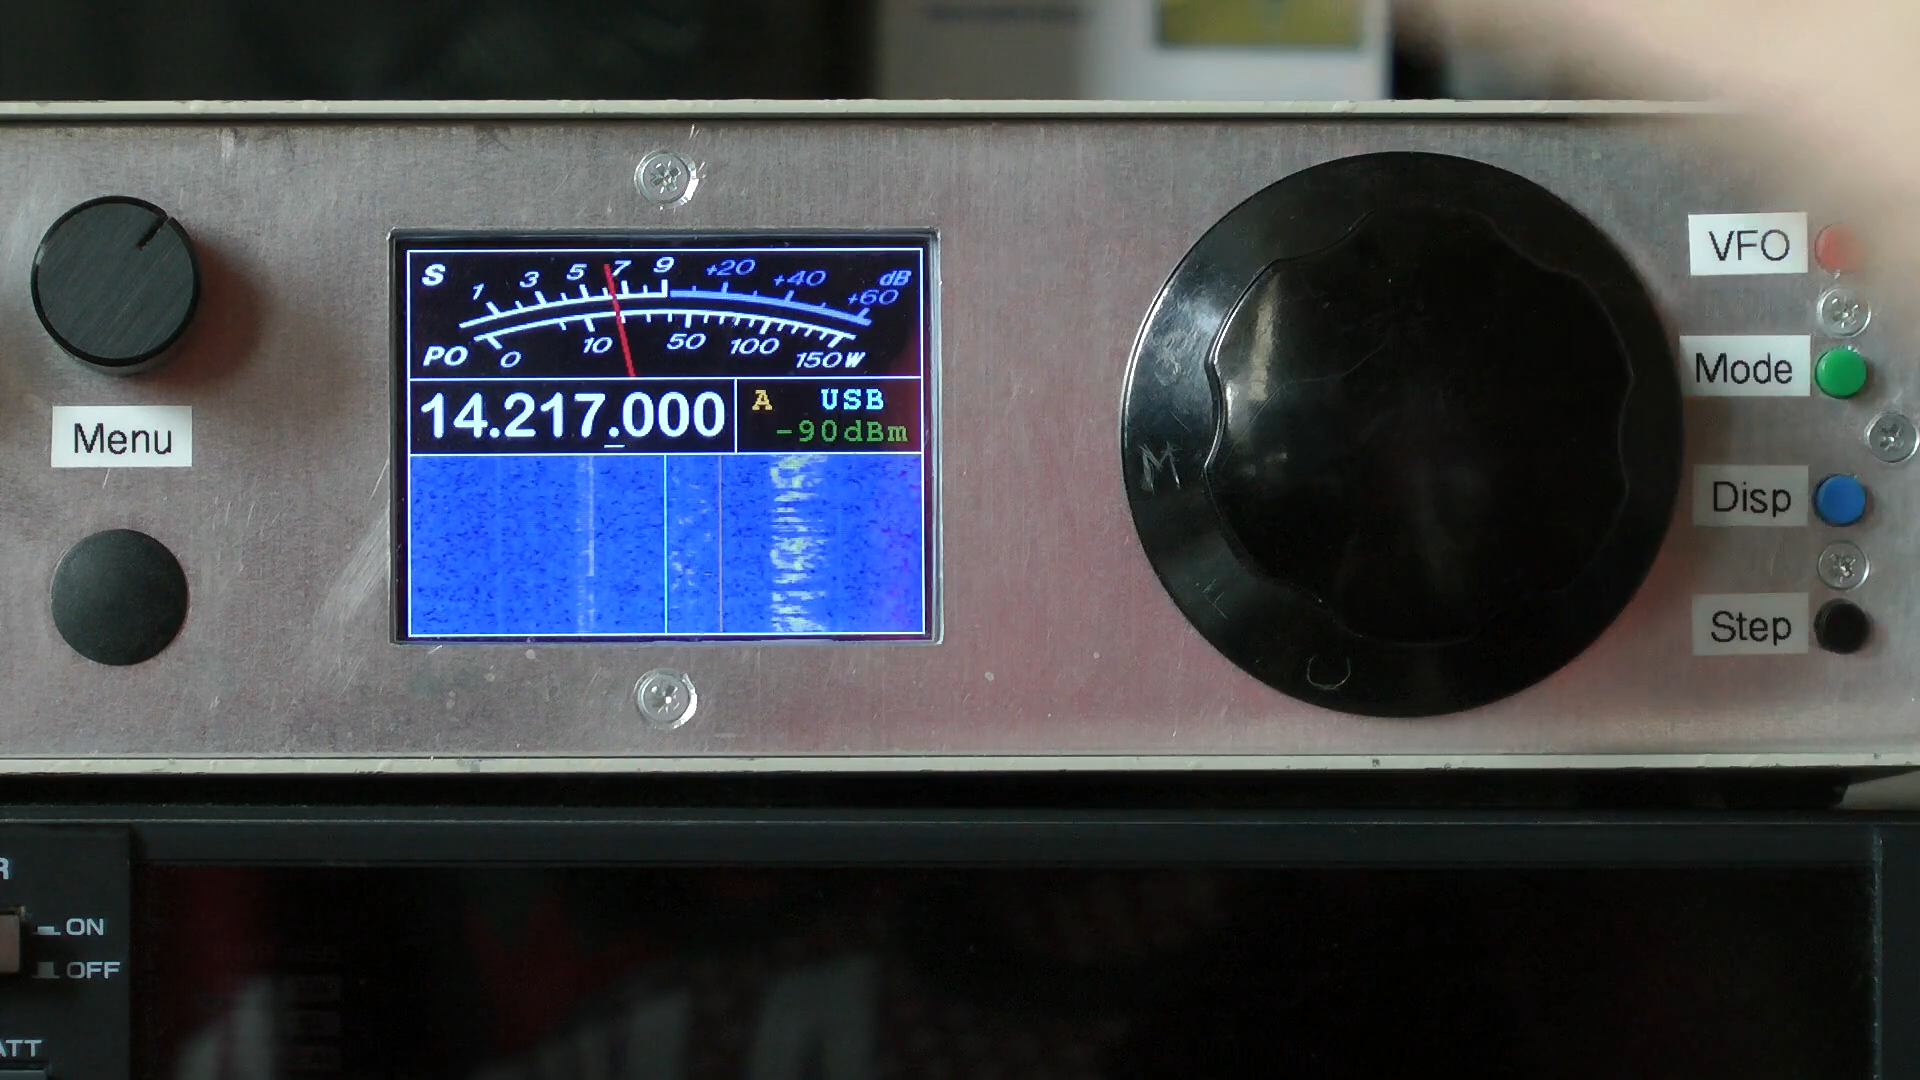 S 1 3 5 7 9 +20 +40 +60 dB
PO 0 10 50 100 150 W
14.217.000
A USB
-90dBm
Menu
VFO
Mode
Disp
Step
M
ON
OFF
ATT